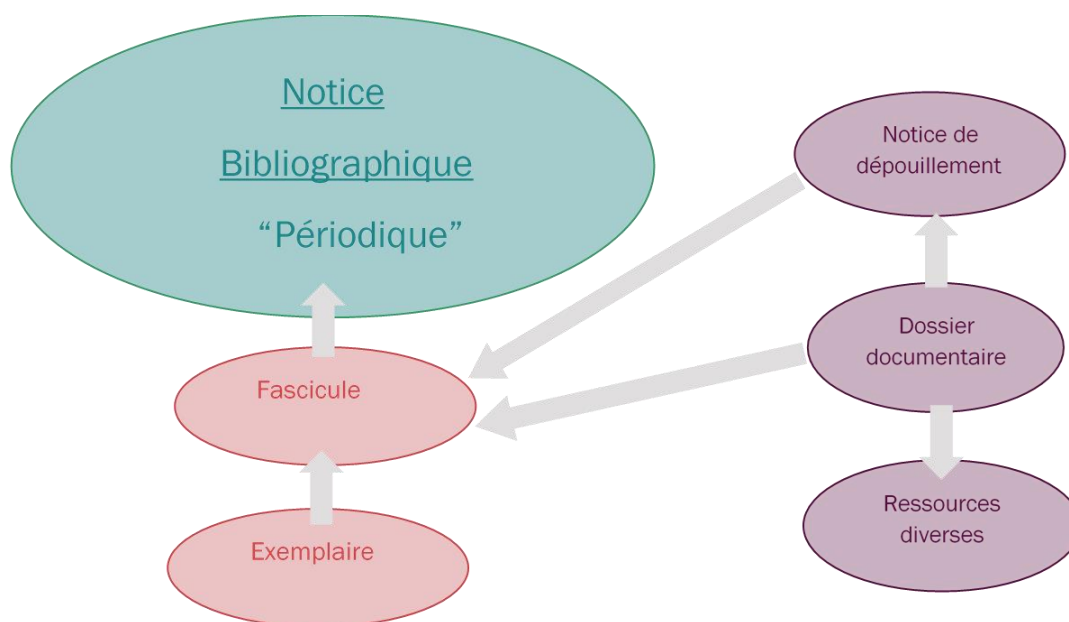 Notice
Bibliographique
“Périodique”
Fascicule
Exemplaire
Notice de
dépouillement
Dossier
documentaire
Ressources
diverses